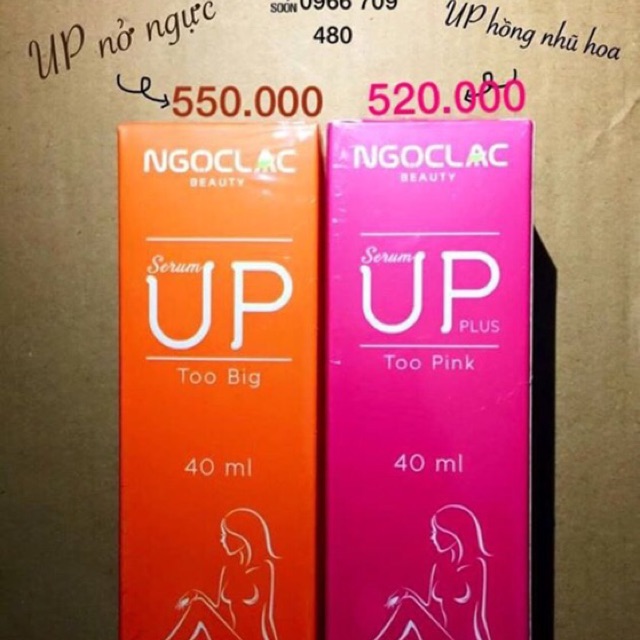 UP nở ngực
SOÓN 0966 709
480
UP hồng nhũ hoa
550.000
520.000
NGOCLAC
BEAUTY
Serum
UP
Too Big
40 ml
NGOCLAC
BEAUTY
Serum
UP
PLUS
Too Pink
40 ml